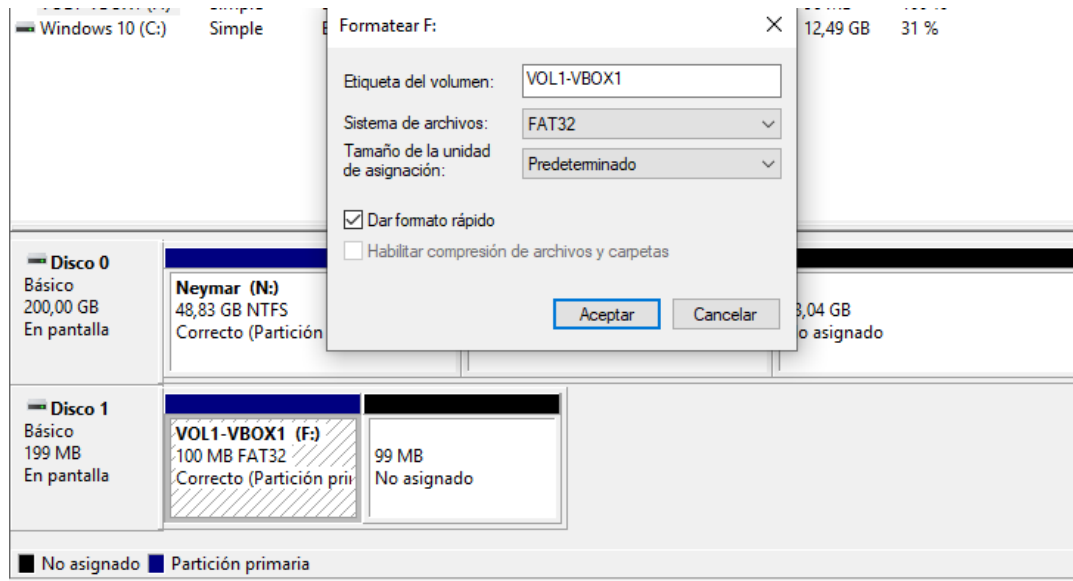 Windows 10 (C:) Simple
12,49 GB 31 %
Formatear F:
Etiqueta del volumen: VOL1-VBOX1
Sistema de archivos: FAT32
Tamaño de la unidad
de asignación: Predeterminado
Dar formato rápido
Habilitar compresión de archivos y carpetas
Aceptar Cancelar
Disco 0
Básico
200,00 GB
En pantalla
Neymar (N:)
48,83 GB NTFS
Correcto (Partición
,04 GB
o asignado
Disco 1
Básico
199 MB
En pantalla
VOL1-VBOX1 (F:)
100 MB FAT32
Correcto (Partición pri
99 MB
No asignado
No asignado Partición primaria